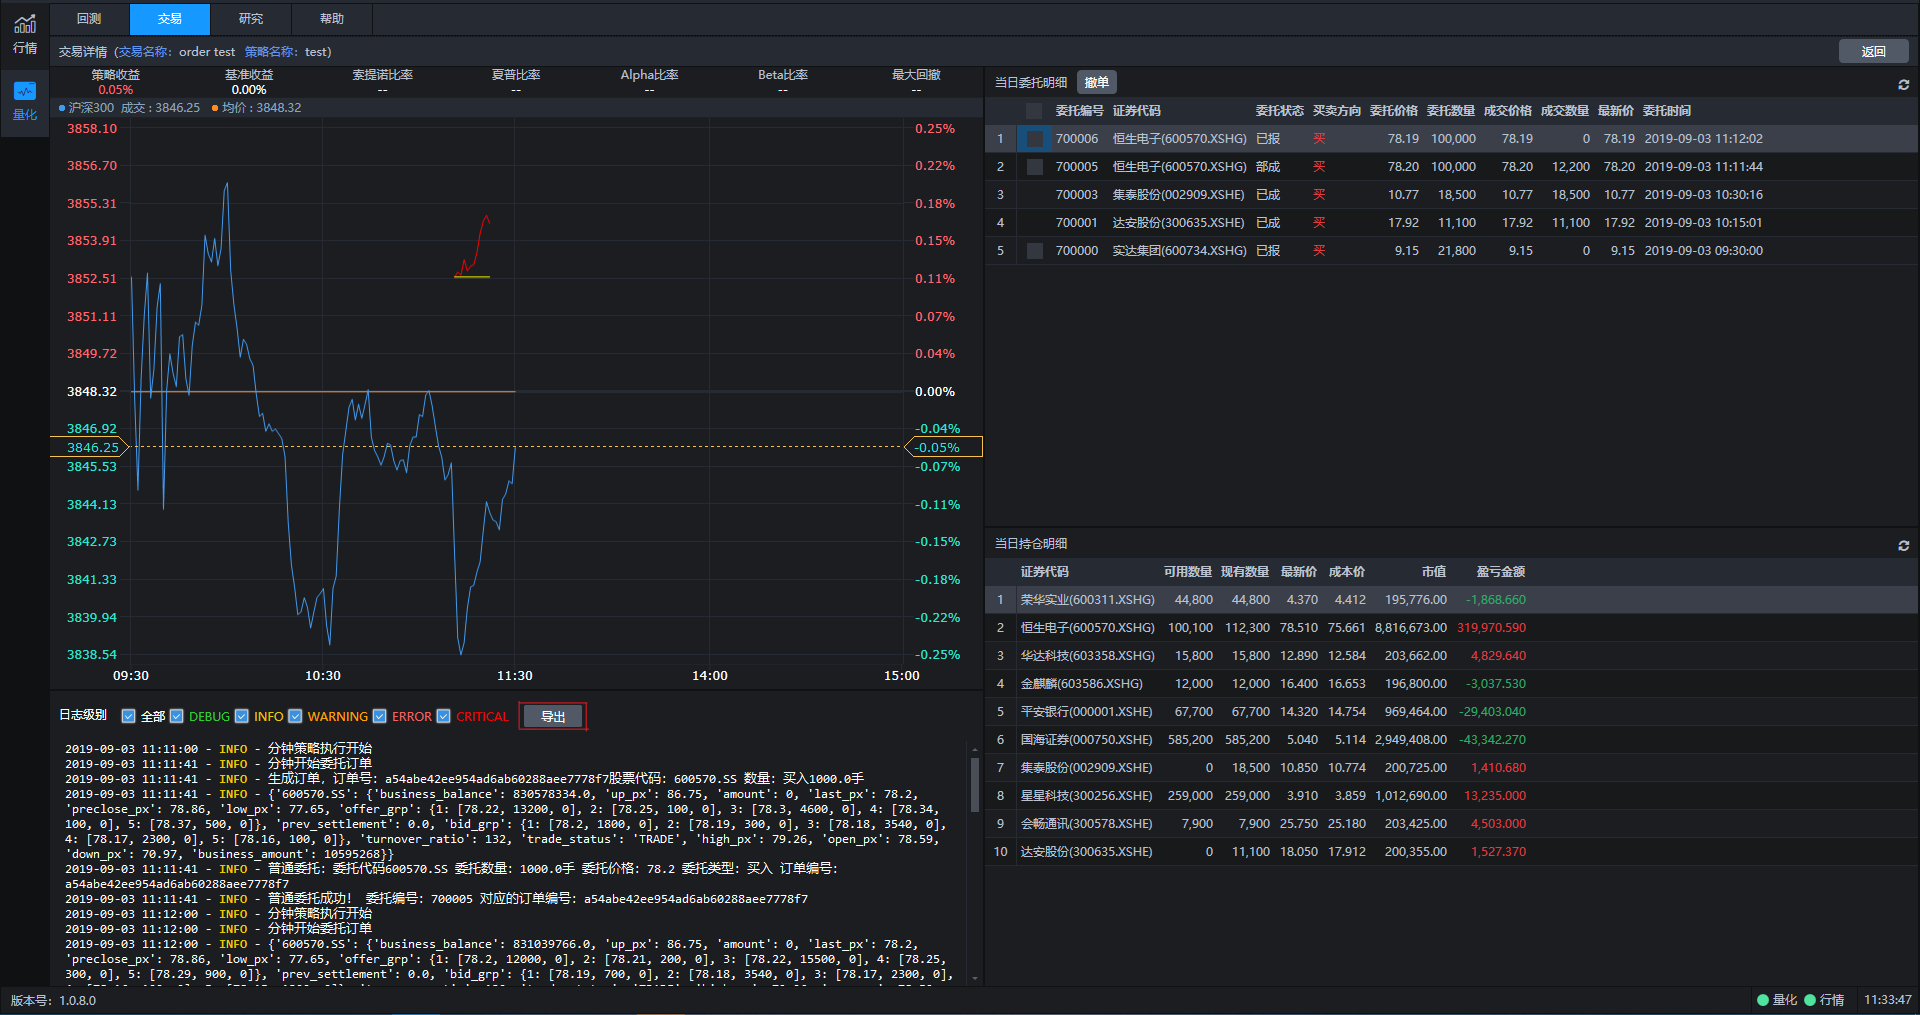 行情
量化
回测 交易 研究 帮助
交易详情 (交易名称: order test 策略名称: test)
返回
策略收益 基准收益 索提诺比率 夏普比率 Alpha比率 Beta比率 最大回撤
0.05% 0.00% -- -- -- -- --
沪深300 成交 : 3846.25 均价 : 3848.32
3858.10 0.25%
3856.70 0.22%
3855.31 0.18%
3853.91 0.15%
3852.51 0.11%
3851.11 0.07%
3849.72 0.04%
3848.32 0.00%
3846.92 -0.04%
3846.25 -0.05%
3845.53 -0.07%
3844.13 -0.11%
3842.73 -0.15%
3841.33 -0.18%
3839.94 -0.22%
3838.54 -0.25%
09:30 10:30 11:30 14:00 15:00
日志级别 全部 DEBUG INFO WARNING ERROR CRITICAL 导出
2019-09-03 11:11:00 - INFO - 分钟策略执行开始
2019-09-03 11:11:41 - INFO - 分钟开始委托订单
2019-09-03 11:11:41 - INFO - 生成订单, 订单号: a54abe42ee954ad6ab60288aee7778f7股票代码: 600570.SS 数量: 买入1000.0手
2019-09-03 11:11:41 - INFO - {'600570.SS': {'business_balance': 830578334.0, 'up_px': 86.75, 'amount': 0, 'last_px': 78.2,
'preclose_px': 78.86, 'low_px': 77.65, 'offer_grp': {1: [78.22, 13200, 0], 2: [78.25, 100, 0], 3: [78.3, 4600, 0], 4: [78.34,
100, 0], 5: [78.37, 500, 0]}, 'prev_settlement': 0.0, 'bid_grp': {1: [78.2, 1800, 0], 2: [78.19, 300, 0], 3: [78.18, 3540, 0],
4: [78.17, 2300, 0], 5: [78.16, 100, 0]}, 'turnover_ratio': 132, 'trade_status': 'TRADE', 'high_px': 79.26, 'open_px': 78.59,
'down_px': 70.97, 'business_amount': 10595268}}
2019-09-03 11:11:41 - INFO - 普通委托: 委托代码600570.SS 委托数量: 1000.0手 委托价格: 78.2 委托类型: 买入 订单编号:
a54abe42ee954ad6ab60288aee7778f7
2019-09-03 11:11:41 - INFO - 普通委托成功! 委托编号: 700005 对应的订单编号: a54abe42ee954ad6ab60288aee7778f7
2019-09-03 11:12:00 - INFO - 分钟策略执行开始
2019-09-03 11:12:00 - INFO - 分钟开始委托订单
2019-09-03 11:12:00 - INFO - {'600570.SS': {'business_balance': 831039766.0, 'up_px': 86.75, 'amount': 0, 'last_px': 78.2,
'preclose_px': 78.86, 'low_px': 77.65, 'offer_grp': {1: [78.2, 12000, 0], 2: [78.21, 200, 0], 3: [78.22, 15500, 0], 4: [78.25,
300, 0], 5: [78.29, 900, 0]}, 'prev_settlement': 0.0, 'bid_grp': {1: [78.19, 700, 0], 2: [78.18, 3540, 0], 3: [78.17, 2300, 0],
当日委托明细 撤单
委托编号 证券代码 委托状态 买卖方向 委托价格 委托数量 成交价格 成交数量 最新价 委托时间
1 700006 恒生电子(600570.XSHG) 已报 买 78.19 100,000 78.19 0 78.19 2019-09-03 11:12:02
2 700005 恒生电子(600570.XSHG) 部成 买 78.20 100,000 78.20 12,200 78.20 2019-09-03 11:11:44
3 700003 集泰股份(002909.XSHE) 已成 买 10.77 18,500 10.77 18,500 10.77 2019-09-03 10:30:16
4 700001 达安股份(300635.XSHE) 已成 买 17.92 11,100 17.92 11,100 17.92 2019-09-03 10:15:01
5 700000 实达集团(600734.XSHG) 已报 买 9.15 21,800 9.15 0 9.15 2019-09-03 09:30:00
当日持仓明细
证券代码 可用数量 现有数量 最新价 成本价 市值 盈亏金额
1 荣华实业(600311.XSHG) 44,800 44,800 4.370 4.412 195,776.00 -1,868.660
2 恒生电子(600570.XSHG) 100,100 112,300 78.510 75.661 8,816,673.00 319,970.590
3 华达科技(603358.XSHG) 15,800 15,800 12.890 12.584 203,662.00 4,829.640
4 金麒麟(603586.XSHG) 12,000 12,000 16.400 16.653 196,800.00 -3,037.530
5 平安银行(000001.XSHE) 67,700 67,700 14.320 14.754 969,464.00 -29,403.040
6 国海证券(000750.XSHE) 585,200 585,200 5.040 5.114 2,949,408.00 -43,342.270
7 集泰股份(002909.XSHE) 0 18,500 10.850 10.774 200,725.00 1,410.680
8 星星科技(300256.XSHE) 259,000 259,000 3.910 3.859 1,012,690.00 13,235.000
9 会畅通讯(300578.XSHE) 7,900 7,900 25.750 25.180 203,425.00 4,503.000
10 达安股份(300635.XSHE) 0 11,100 18.050 17.912 200,355.00 1,527.370
版本号: 1.0.8.0
量化 行情 11:33:47